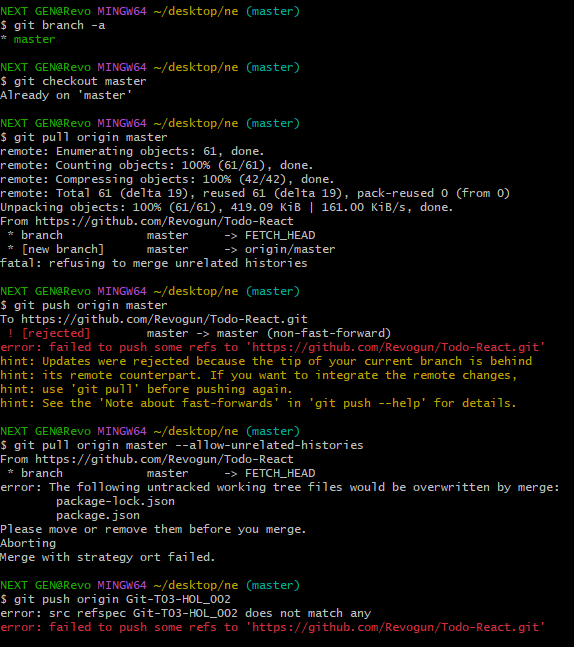 NEXT GEN@Revo MINGW64 ~/desktop/ne (master)
$ git branch -a
* master

NEXT GEN@Revo MINGW64 ~/desktop/ne (master)
$ git checkout master
Already on 'master'

NEXT GEN@Revo MINGW64 ~/desktop/ne (master)
$ git pull origin master
remote: Enumerating objects: 61, done.
remote: Counting objects: 100% (61/61), done.
remote: Compressing objects: 100% (42/42), done.
remote: Total 61 (delta 19), reused 61 (delta 19), pack-reused 0 (from 0)
Unpacking objects: 100% (61/61), 419.09 KiB | 161.00 KiB/s, done.
From https://github.com/Revogun/Todo-React
 * branch            master     -> FETCH_HEAD
 * [new branch]      master     -> origin/master
fatal: refusing to merge unrelated histories

NEXT GEN@Revo MINGW64 ~/desktop/ne (master)
$ git push origin master
To https://github.com/Revogun/Todo-React.git
 ! [rejected]        master -> master (non-fast-forward)
error: failed to push some refs to 'https://github.com/Revogun/Todo-React.git'
hint: Updates were rejected because the tip of your current branch is behind
hint: its remote counterpart. If you want to integrate the remote changes,
hint: use 'git pull' before pushing again.
hint: See the 'Note about fast-forwards' in 'git push --help' for details.

NEXT GEN@Revo MINGW64 ~/desktop/ne (master)
$ git pull origin master --allow-unrelated-histories
From https://github.com/Revogun/Todo-React
 * branch            master     -> FETCH_HEAD
error: The following untracked working tree files would be overwritten by merge:
        package-lock.json
        package.json
Please move or remove them before you merge.
Aborting
Merge with strategy ort failed.

NEXT GEN@Revo MINGW64 ~/desktop/ne (master)
$ git push origin Git-T03-HOL_002
error: src refspec Git-T03-HOL_002 does not match any
error: failed to push some refs to 'https://github.com/Revogun/Todo-React.git'